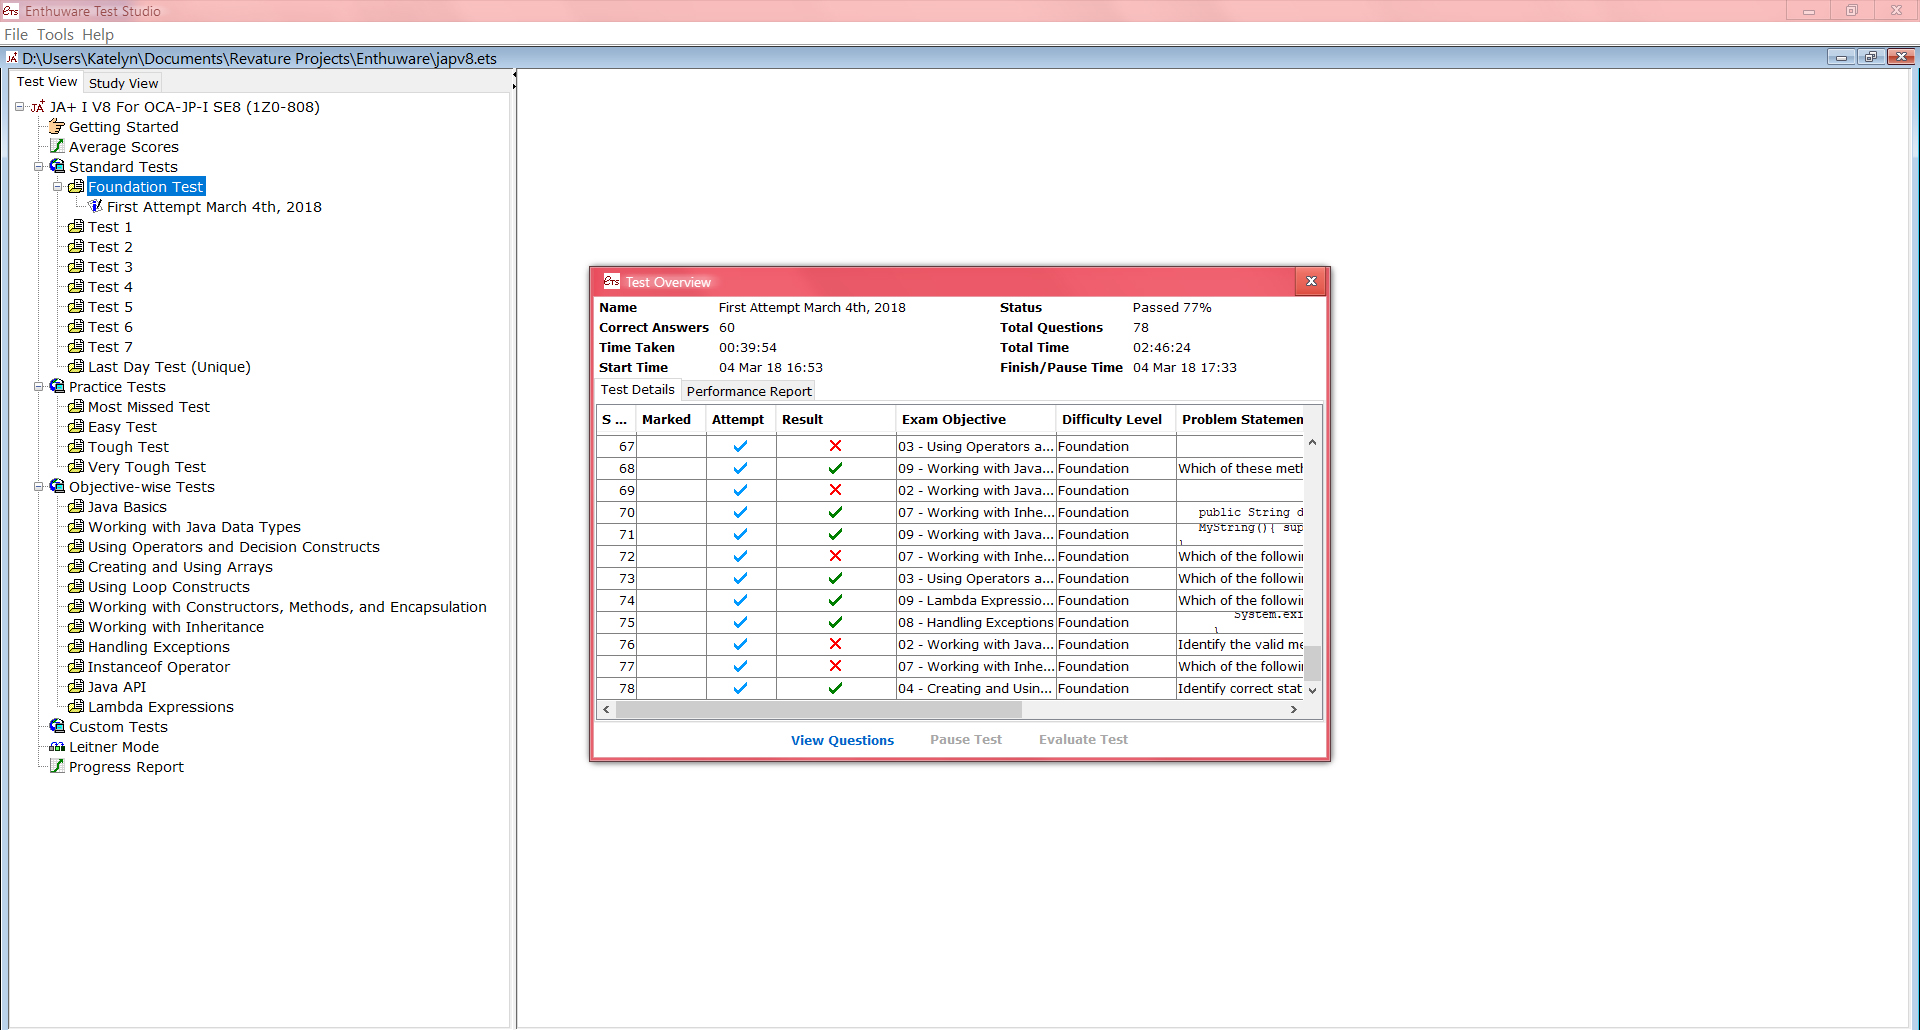 Enthuware Test Studio
File Tools Help
D:\Users\Katelyn\Documents\Revature Projects\Enthuware\japv8.ets
Test View Study View
JA+ I V8 For OCA-JP-I SE8 (1Z0-808)
Getting Started
Average Scores
Standard Tests
Foundation Test
First Attempt March 4th, 2018
Test 1
Test 2
Test 3
Test 4
Test 5
Test 6
Test 7
Last Day Test (Unique)
Practice Tests
Most Missed Test
Easy Test
Tough Test
Very Tough Test
Objective-wise Tests
Java Basics
Working with Java Data Types
Using Operators and Decision Constructs
Creating and Using Arrays
Using Loop Constructs
Working with Constructors, Methods, and Encapsulation
Working with Inheritance
Handling Exceptions
Instanceof Operator
Java API
Lambda Expressions
Custom Tests
Leitner Mode
Progress Report
Test Overview
Name First Attempt March 4th, 2018 Status Passed 77%
Correct Answers 60 Total Questions 78
Time Taken 00:39:54 Total Time 02:46:24
Start Time 04 Mar 18 16:53 Finish/Pause Time 04 Mar 18 17:33
Test Details Performance Report
S ... Marked Attempt Result Exam Objective Difficulty Level Problem Statemen
67 03 - Using Operators a... Foundation
68 09 - Working with Java... Foundation Which of these meth
69 02 - Working with Java... Foundation
70 07 - Working with Inhe... Foundation public String d
71 09 - Working with Java... Foundation MyString(){ sup
72 07 - Working with Inhe... Foundation Which of the followi
73 03 - Using Operators a... Foundation Which of the followi
74 09 - Lambda Expressio... Foundation Which of the followi
75 08 - Handling Exceptions Foundation System.exi
}
76 02 - Working with Java... Foundation Identify the valid me
77 07 - Working with Inhe... Foundation Which of the followi
78 04 - Creating and Usin... Foundation Identify correct stat
View Questions Pause Test Evaluate Test